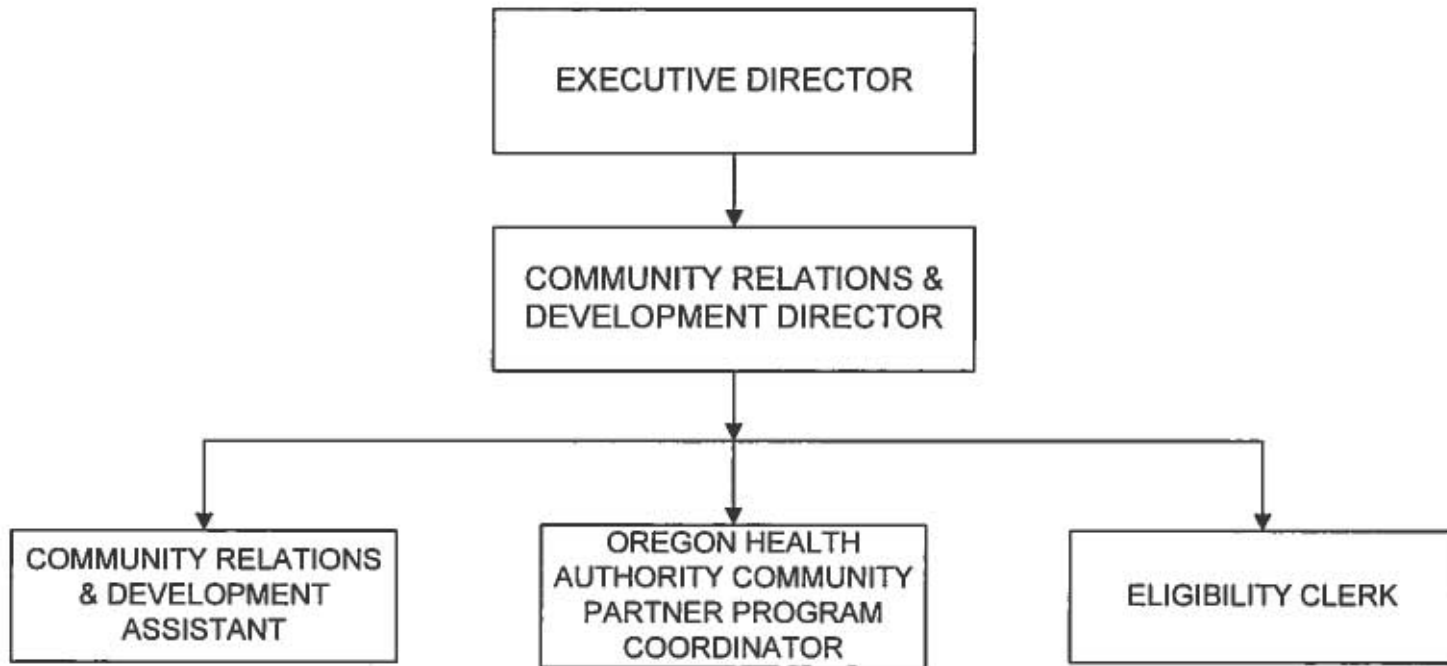 EXECUTIVE DIRECTOR
COMMUNITY RELATIONS &
DEVELOPMENT DIRECTOR
COMMUNITY RELATIONS
& DEVELOPMENT
ASSISTANT
OREGON HEALTH
AUTHORITY COMMUNITY
PARTNER PROGRAM
COORDINATOR
ELIGIBILITY CLERK